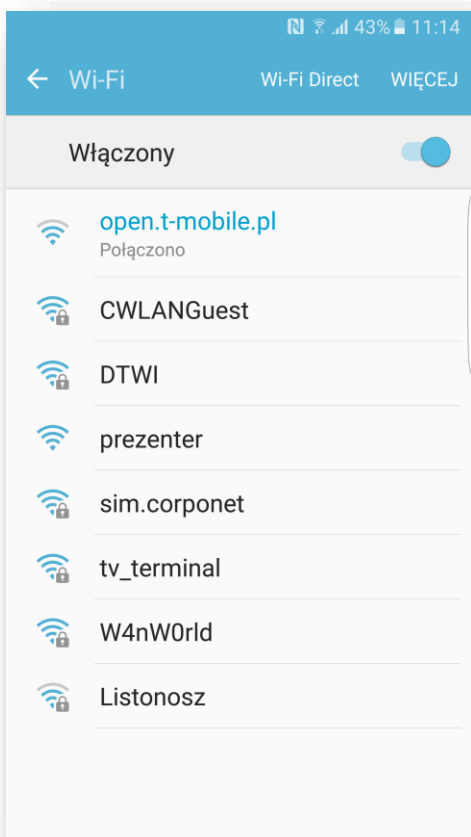 43% 11:14
Wi-Fi Wi-Fi Direct WIĘCEJ
Włączony
open.t-mobile.pl
Połączono
CWLANGuest
DTWI
prezenter
sim.corponet
tv_terminal
W4nW0rld
Listonosz